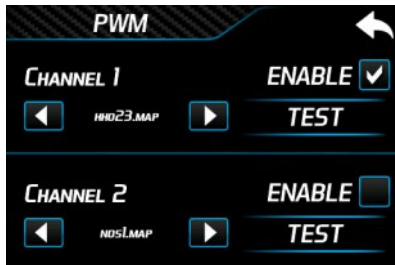 PWM
CHANNEL 1
ENABLE
HHO23.MAP
TEST
CHANNEL 2
ENABLE
NOS1.MAP
TEST